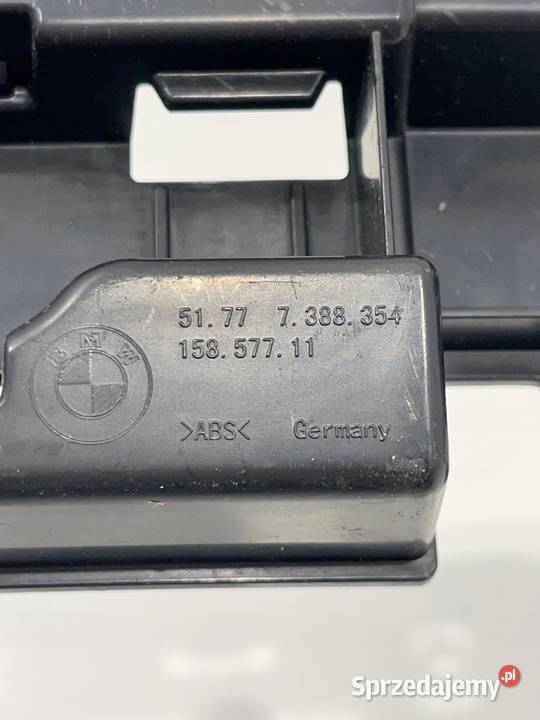 51.77 7.388.354
158.577.11
BMW
>ABS< Germany
Sprzedajemy.pl